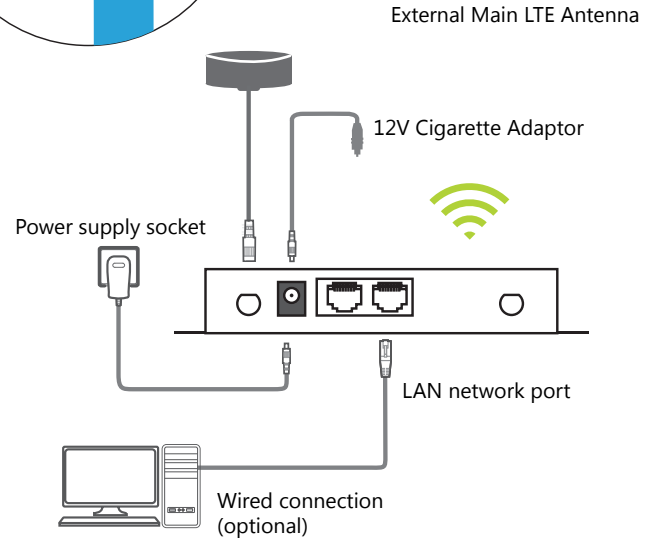 External Main LTE Antenna
12V Cigarette Adaptor
Power supply socket
LAN network port
Wired connection
(optional)